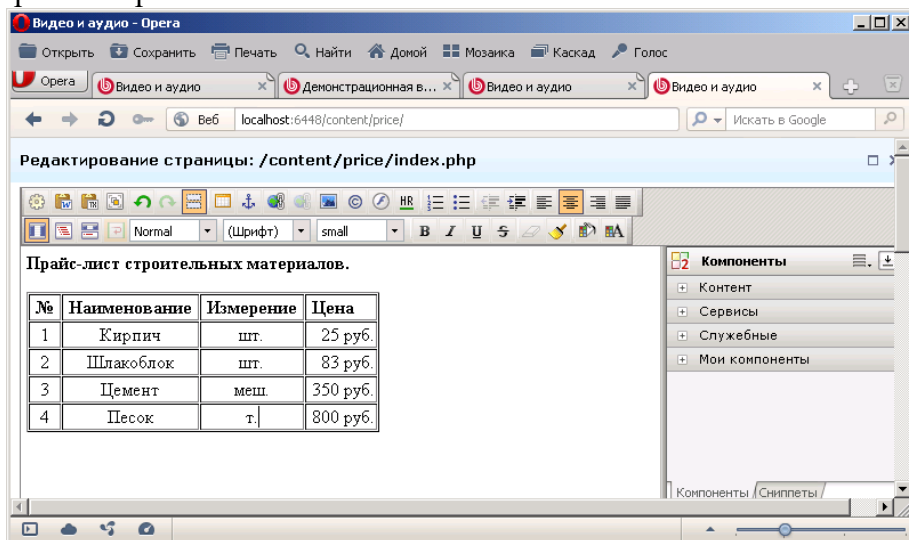 Видео и аудио - Opera
Открыть Сохранить Печать Найти Домой Мозаика Каскад Голос
Opera Видео и аудио Демонстрационная в... Видео и аудио Видео и аудио
Веб localhost:6448/content/price/ Искать в Google
Редактирование страницы: /content/price/index.php
HR
Normal (Шрифт) small B I U S A
Прайс-лист строительных материалов.
№ Наименование Измерение Цена
1 Кирпич шт. 25 руб.
2 Шлакоблок шт. 83 руб.
3 Цемент меш. 350 руб.
4 Песок т. 800 руб.
Компоненты
Контент
Сервисы
Служебные
Мои компоненты
Компоненты Сниппеты